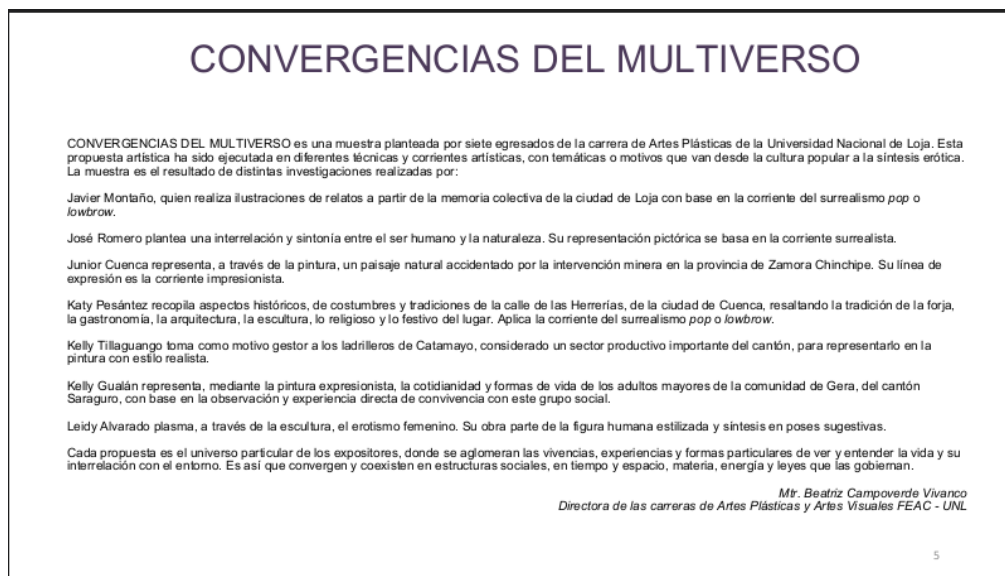 CONVERGENCIAS DEL MULTIVERSO
CONVERGENCIAS DEL MULTIVERSO es una muestra planteada por siete egresados de la carrera de Artes Plásticas de la Universidad Nacional de Loja. Esta
propuesta artística ha sido ejecutada en diferentes técnicas y corrientes artísticas, con temáticas o motivos que van desde la cultura popular a la síntesis erótica.
La muestra es el resultado de distintas investigaciones realizadas por:
Javier Montaño, quien realiza ilustraciones de relatos a partir de la memoria colectiva de la ciudad de Loja con base en la corriente del surrealismo pop o
lowbrow.
José Romero plantea una interrelación y sintonía entre el ser humano y la naturaleza. Su representación pictórica se basa en la corriente surrealista.
Junior Cuenca representa, a través de la pintura, un paisaje natural accidentado por la intervención minera en la provincia de Zamora Chinchipe. Su línea de
expresión es la corriente impresionista.
Katy Pesántez recopila aspectos históricos, de costumbres y tradiciones de la calle de las Herrerías, de la ciudad de Cuenca, resaltando la tradición de la forja,
la gastronomía, la arquitectura, la escultura, lo religioso y lo festivo del lugar. Aplica la corriente del surrealismo pop o lowbrow.
Kelly Tillaguango toma como motivo gestor a los ladrilleros de Catamayo, considerado un sector productivo importante del cantón, para representarlo en la
pintura con estilo realista.
Kelly Gualán representa, mediante la pintura expresionista, la cotidianidad y formas de vida de los adultos mayores de la comunidad de Gera, del cantón
Saraguro, con base en la observación y experiencia directa de convivencia con este grupo social.
Leidy Alvarado plasma, a través de la escultura, el erotismo femenino. Su obra parte de la figura humana estilizada y síntesis en poses sugestivas.
Cada propuesta es el universo particular de los expositores, donde se aglomeran las vivencias, experiencias y formas particulares de ver y entender la vida y su
interrelación con el entorno. Es así que convergen y coexisten en estructuras sociales, en tiempo y espacio, materia, energía y leyes que las gobiernan.
Mtr. Beatriz Campoverde Vivanco
Directora de las carreras de Artes Plásticas y Artes Visuales FEAC - UNL
5